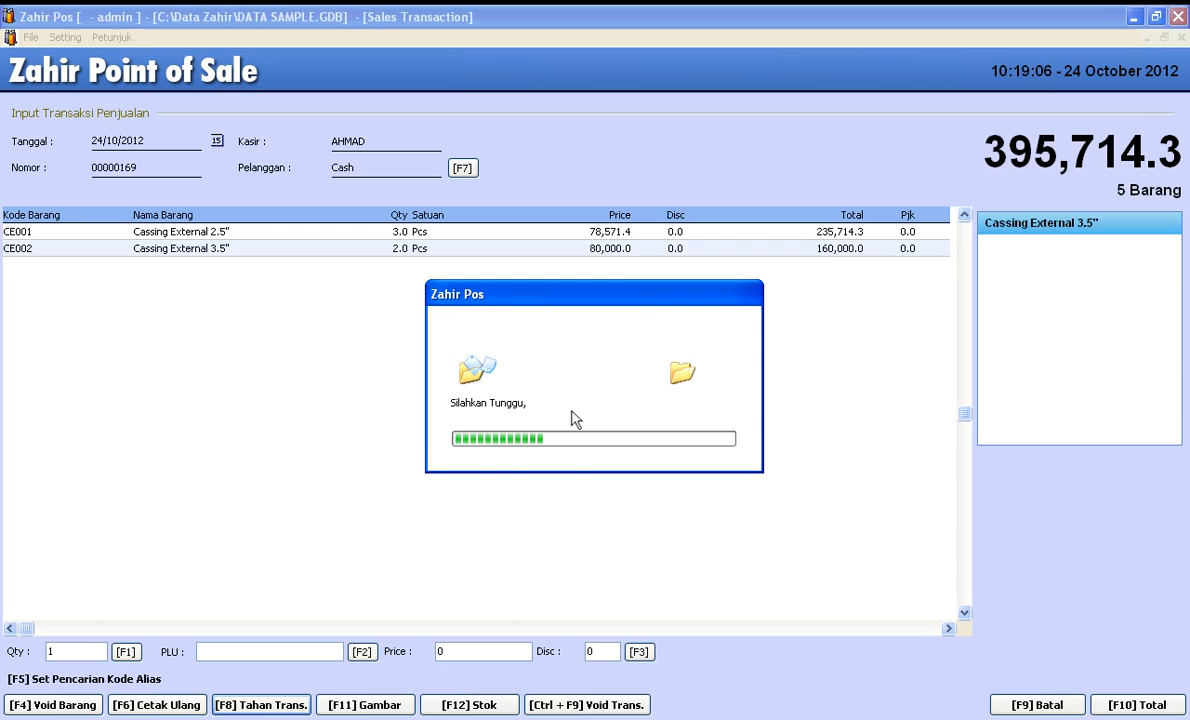 Zahir Pos [  - admin ] - [C:\Data Zahir\DATA SAMPLE.GDB] - [Sales Transaction]
File Setting Petunjuk
Zahir Point of Sale
10:19:06 - 24 October 2012
Input Transaksi Penjualan
Tanggal : 24/10/2012 15 Kasir : AHMAD
395,714.3
Nomor : 00000169 Pelanggan : Cash [F7]
5 Barang
Kode Barang Nama Barang Qty Satuan Price Disc Total Pjk
Cassing External 3.5"
CE001 Cassing External 2.5" 3.0 Pcs 78,571.4 0.0 235,714.3 0.0
CE002 Cassing External 3.5" 2.0 Pcs 80,000.0 0.0 160,000.0 0.0
Zahir Pos
Silahkan Tunggu,
Qty : 1 [F1] PLU : [F2] Price : 0 Disc : 0 [F3]
[F5] Set Pencarian Kode Alias
[F4] Void Barang [F6] Cetak Ulang [F8] Tahan Trans. [F11] Gambar [F12] Stok [Ctrl + F9] Void Trans. [F9] Batal [F10] Total